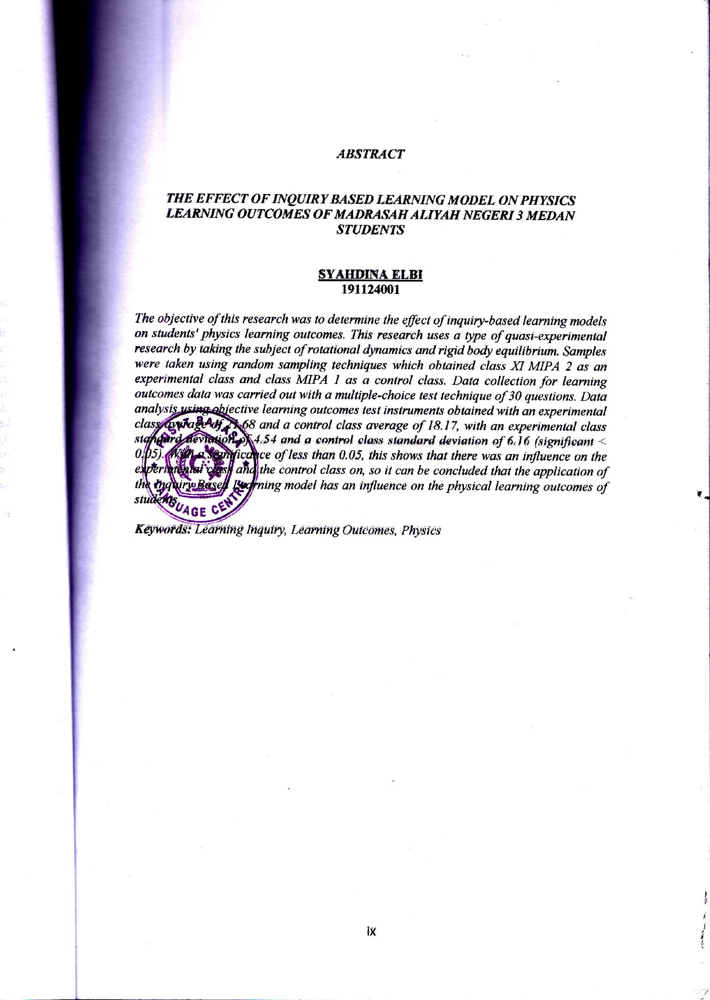 ABSTRACT
THE EFFECT OF INQUIRY BASED LEARNING MODEL ON PHYSICS
LEARNING OUTCOMES OF MADRASAH ALIYAH NEGERI 3 MEDAN
STUDENTS
SYAHDINA ELBI
191124001
The objective of this research was to determine the effect of inquiry-based learning models
on students' physics learning outcomes. This research uses a type of quasi-experimental
research by taking the subject of rotational dynamics and rigid body equilibrium. Samples
were taken using random sampling techniques which obtained class XI MIPA 2 as an
experimental class and class MIPA 1 as a control class. Data collection for learning
outcomes data was carried out with a multiple-choice test technique of 30 questions. Data
analysis using objective learning outcomes test instruments obtained with an experimental
class average of 21.68 and a control class average of 18.17, with an experimental class
standard deviation of 4.54 and a control class standard deviation of 6.16 (significant <
0.05). With a significance of less than 0.05, this shows that there was an influence on the
experimental class and the control class on, so it can be concluded that the application of
the Inquiry Based Learning model has an influence on the physical learning outcomes of
students
PUSAT BAHASA
AL WASHLIYAH
LANGUAGE CENTRE
Keywords: Learning Inquiry, Learning Outcomes, Physics
ix